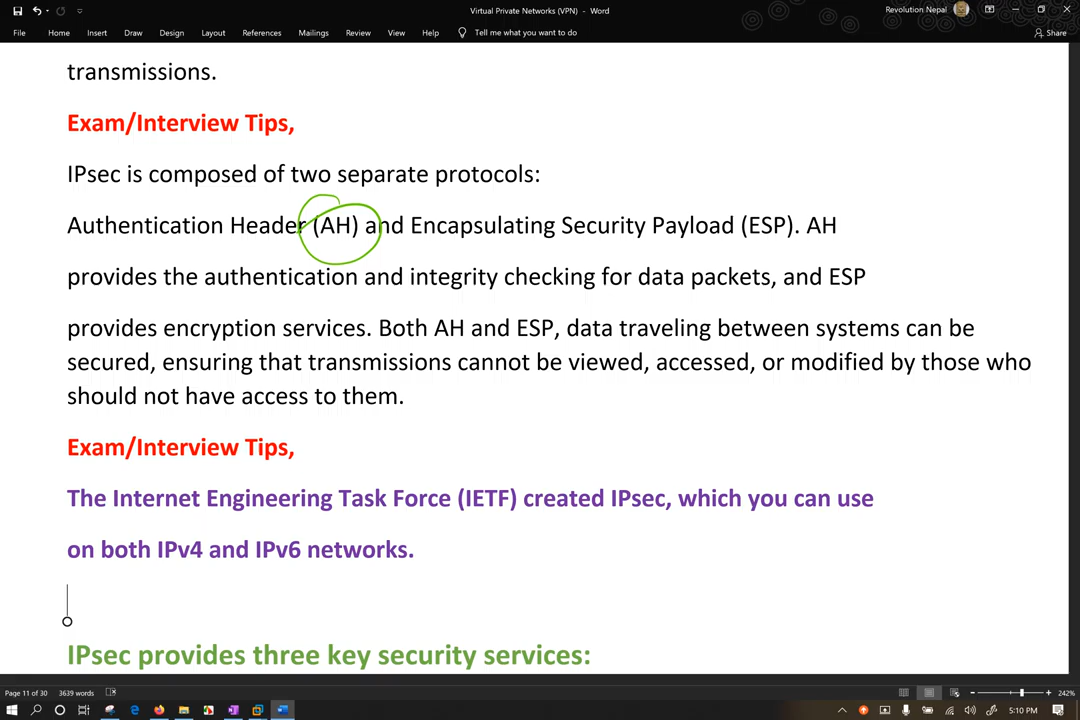 Virtual Private Networks (VPN) - Word
Revolution Nepal
File Home Insert Draw Design Layout References Mailings Review View Help Tell me what you want to do Share
transmissions.
Exam/Interview Tips,
IPsec is composed of two separate protocols:
Authentication Header (AH) and Encapsulating Security Payload (ESP). AH
provides the authentication and integrity checking for data packets, and ESP
provides encryption services. Both AH and ESP, data traveling between systems can be
secured, ensuring that transmissions cannot be viewed, accessed, or modified by those who
should not have access to them.
Exam/Interview Tips,
The Internet Engineering Task Force (IETF) created IPsec, which you can use
on both IPv4 and IPv6 networks.
IPsec provides three key security services:
Page 11 of 30 3639 words 242%
5:10 PM